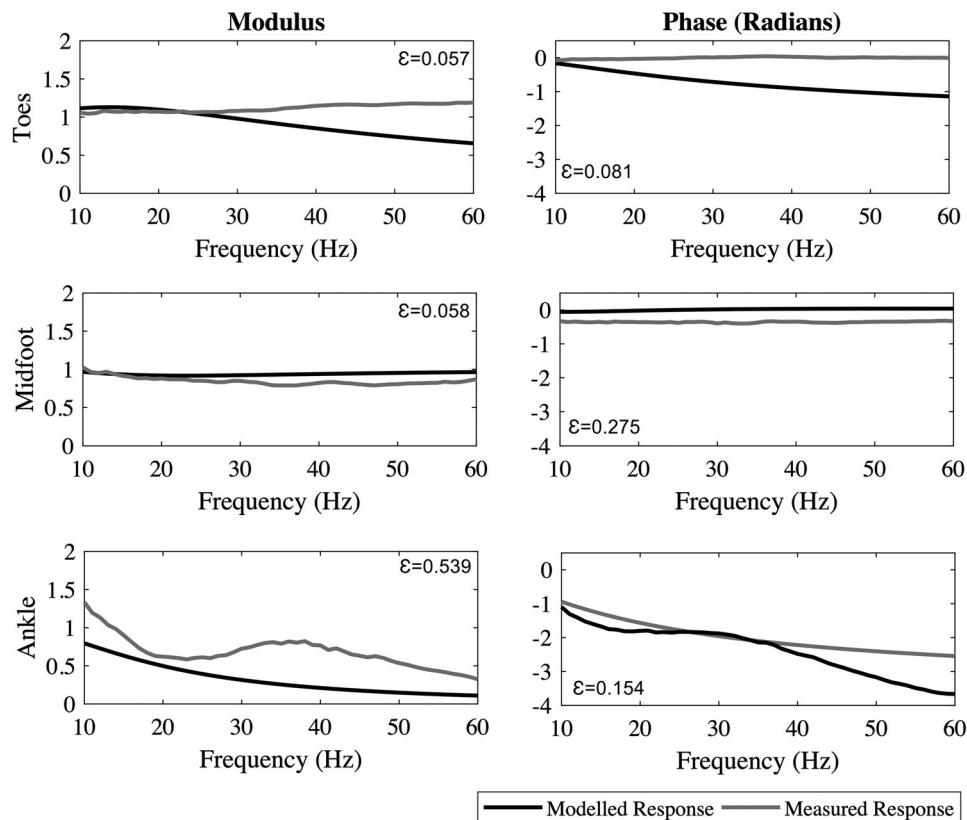 Modulus
Phase (Radians)
2
1.5
1
0.5
0
Toes
Ɛ=0.057
10 20 30 40 50 60
Frequency (Hz)
0
-1
-2
-3
-4
Ɛ=0.081
10 20 30 40 50 60
Frequency (Hz)
2
1.5
1
0.5
0
Midfoot
Ɛ=0.058
10 20 30 40 50 60
Frequency (Hz)
0
-1
-2
-3
-4
Ɛ=0.275
10 20 30 40 50 60
Frequency (Hz)
2
1.5
1
0.5
0
Ankle
Ɛ=0.539
10 20 30 40 50 60
Frequency (Hz)
0
-1
-2
-3
-4
Ɛ=0.154
10 20 30 40 50 60
Frequency (Hz)
Modelled Response Measured Response